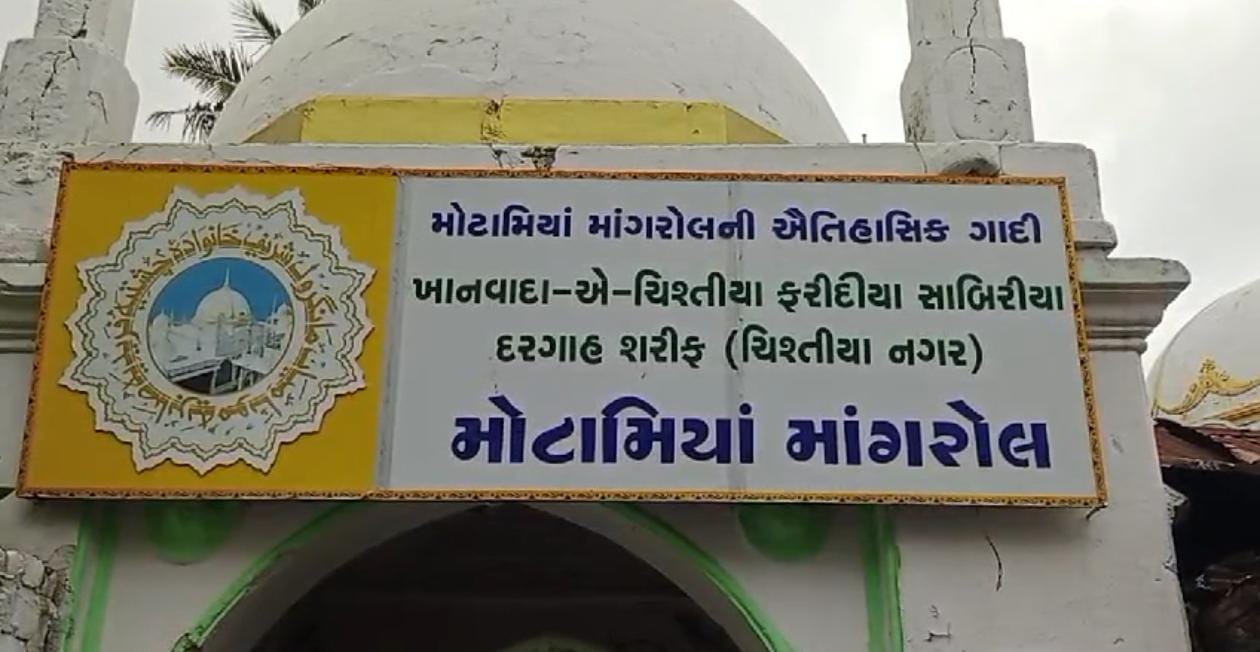 મોટામિયાં માંગરોલની ઐતિહાસિક ગાદી
ખાનવાદા-એ-ચિશ્તીયા ફરીદીયા સાબિરીયા
દરગાહ શરીફ (ચિશ્તીયા નગર)
મોટામિયાં માંગરોલ